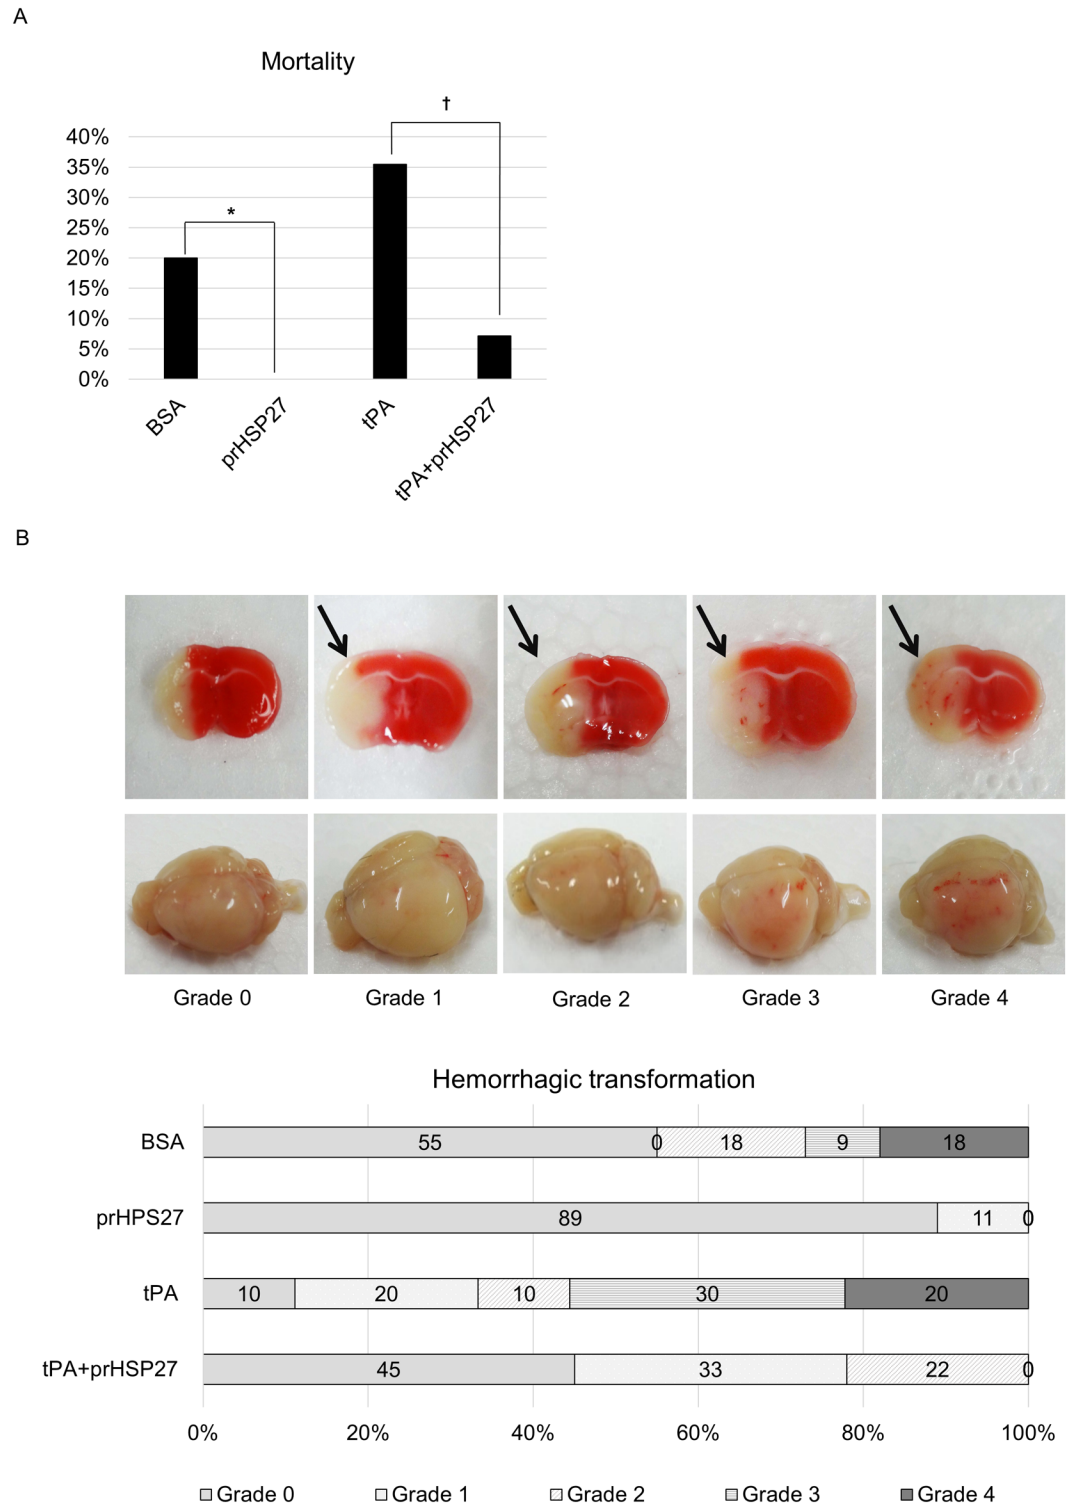 A
Mortality
†
*
40%
35%
30%
25%
20%
15%
10%
5%
0%
BSA
prHSP27
tPA
tPA+prHSP27
B
Grade 0
Grade 1
Grade 2
Grade 3
Grade 4
Hemorrhagic transformation
BSA 55 0 18 9 18
prHPS27 89 11 0
tPA 10 20 10 30 20
tPA+prHSP27 45 33 22 0
0% 20% 40% 60% 80% 100%
Grade 0 Grade 1 Grade 2 Grade 3 Grade 4